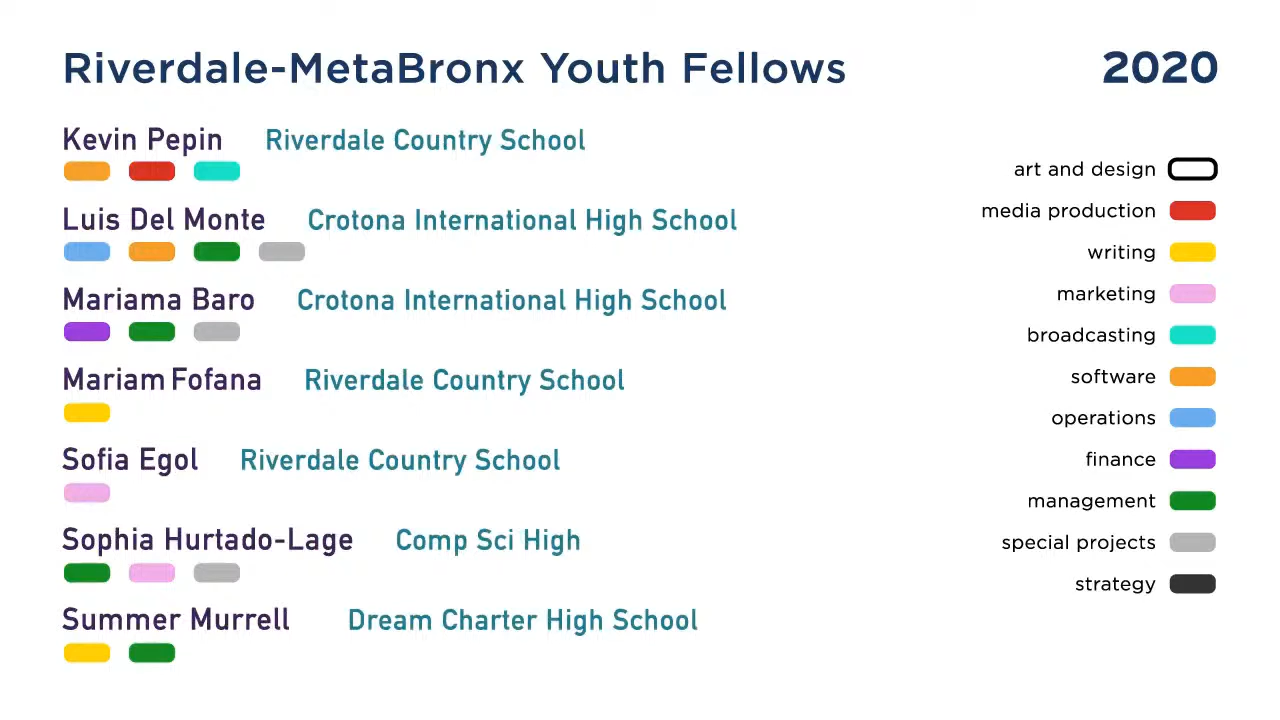 Riverdale-MetaBronx Youth Fellows 2020
Kevin Pepin Riverdale Country School
Luis Del Monte Crotona International High School
Mariama Baro Crotona International High School
Mariam Fofana Riverdale Country School
Sofia Egol Riverdale Country School
Sophia Hurtado-Lage Comp Sci High
Summer Murrell Dream Charter High School
art and design
media production
writing
marketing
broadcasting
software
operations
finance
management
special projects
strategy